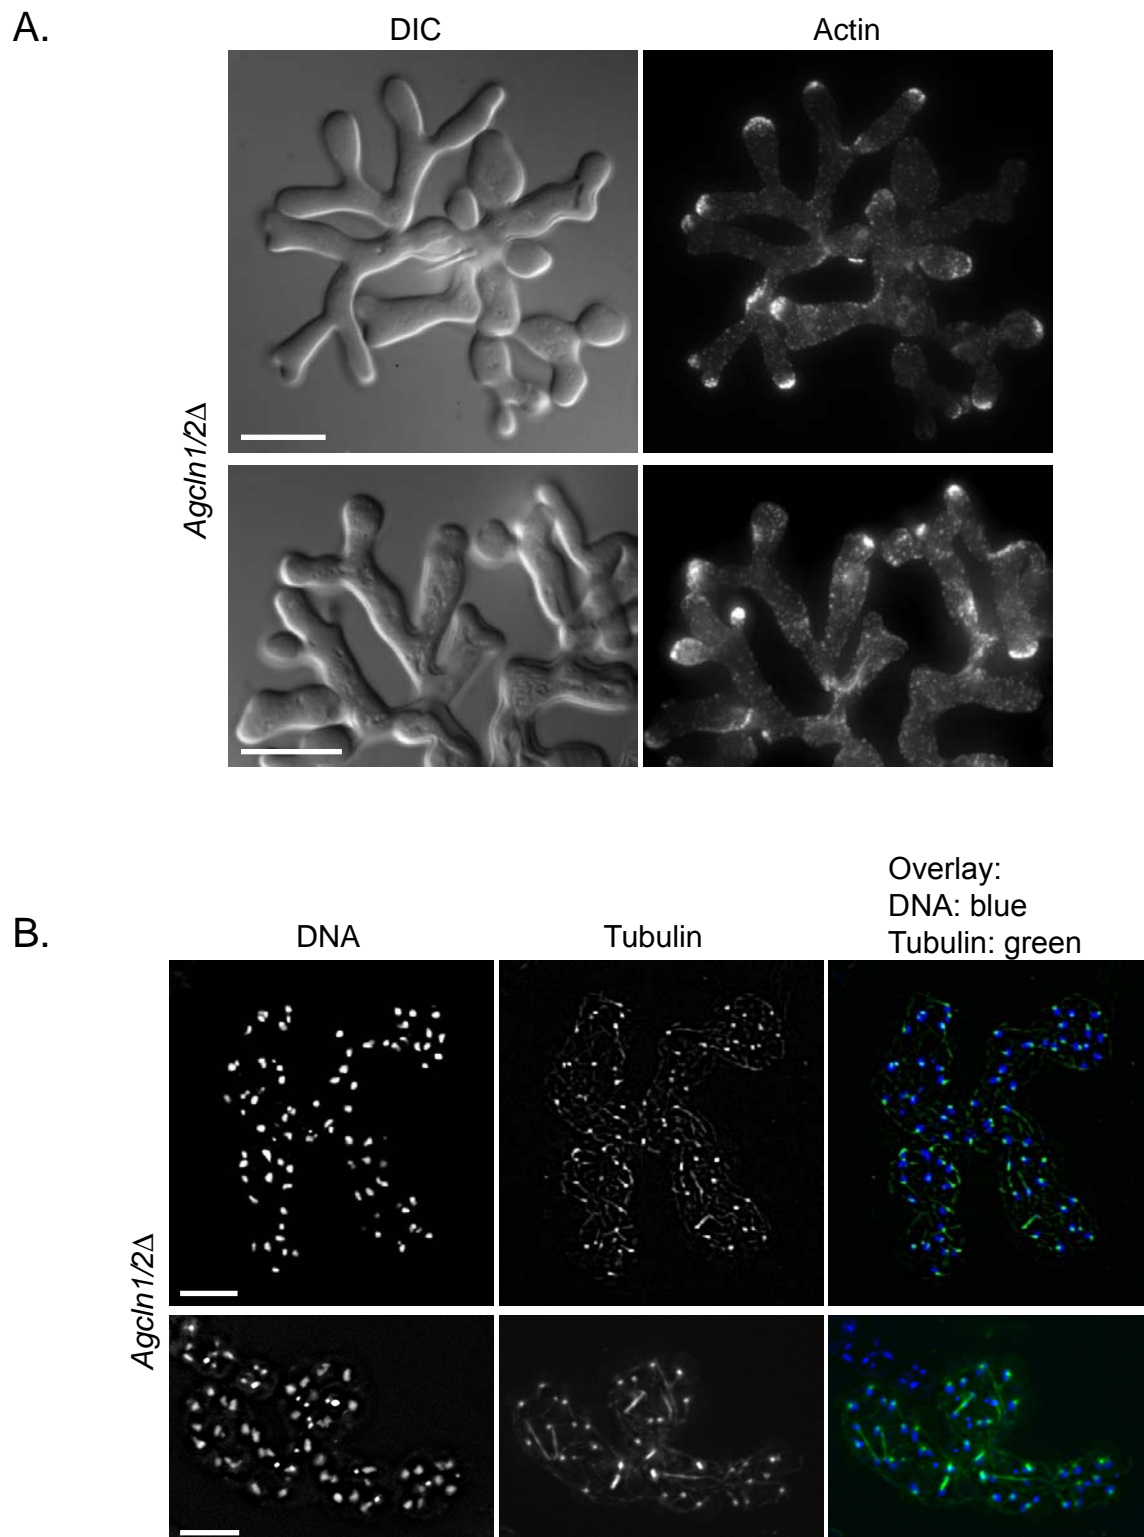 A.
DIC
Actin
Agcln1/2Δ
B.
DNA
Tubulin
Overlay:
DNA: blue
Tubulin: green
Agcln1/2Δ